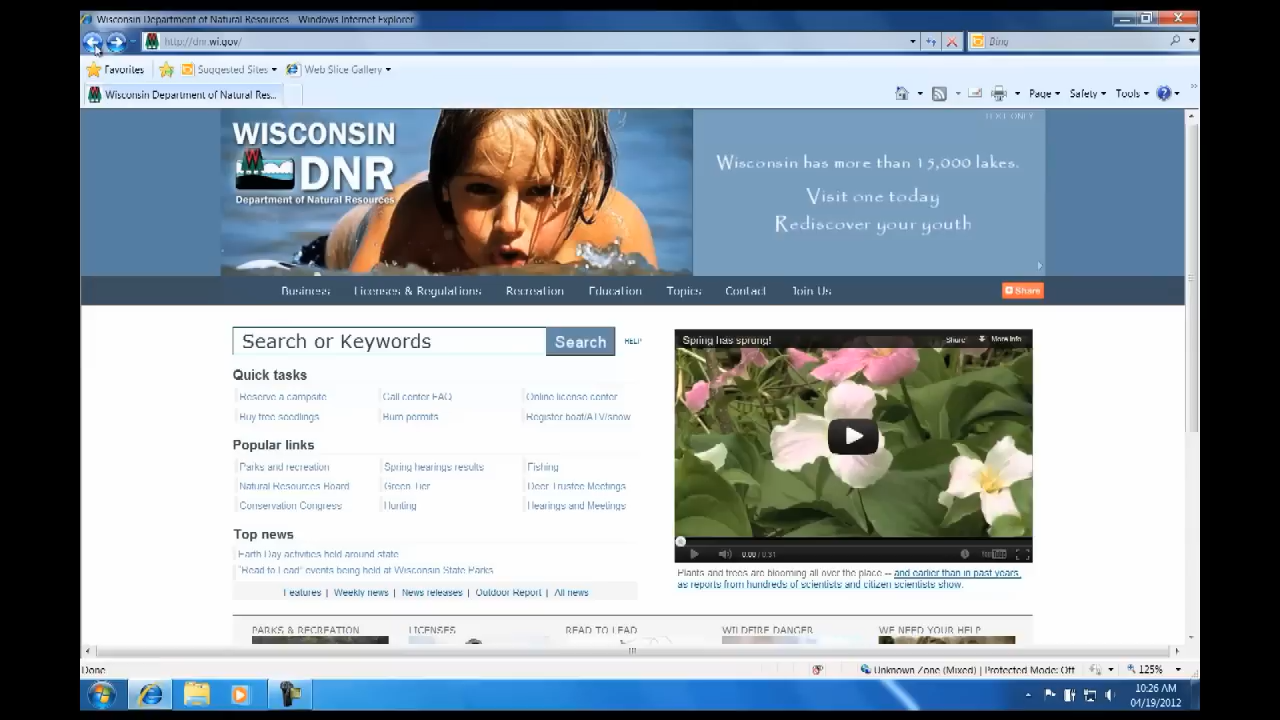 Wisconsin Department of Natural Resources - Windows Internet Explorer
http://dnr.wi.gov/
Bing
Favorites
Suggested Sites
Web Slice Gallery
Wisconsin Department of Natural Res...
Page
Safety
Tools
WISCONSIN
DNR
Department of Natural Resources
TEXT ONLY
Wisconsin has more than 15,000 lakes.
Visit one today
Rediscover your youth
Business Licenses & Regulations Recreation Education Topics Contact Join Us
Share
Search or Keywords
Search
HELP
Quick tasks
Reserve a campsite Call center FAQ Online license center
Buy tree seedlings Burn permits Register boat/ATV/snow
Popular links
Parks and recreation Spring hearings results Fishing
Natural Resources Board Green Tier Deer Trustee Meetings
Conservation Congress Hunting Hearings and Meetings
Top news
Earth Day activities held around state
"Read to Lead" events being held at Wisconsin State Parks
Features | Weekly news | News releases | Outdoor Report | All news
Spring has sprung!
Share
More info
0:00 / 0:31
YouTube
Plants and trees are blooming all over the place -- and earlier than in past years,
as reports from hundreds of scientists and citizen scientists show.
PARKS & RECREATION LICENSES READ TO LEAD WILDFIRE DANGER WE NEED YOUR HELP
Done
Unknown Zone (Mixed) | Protected Mode: Off
125%
10:26 AM
04/19/2012